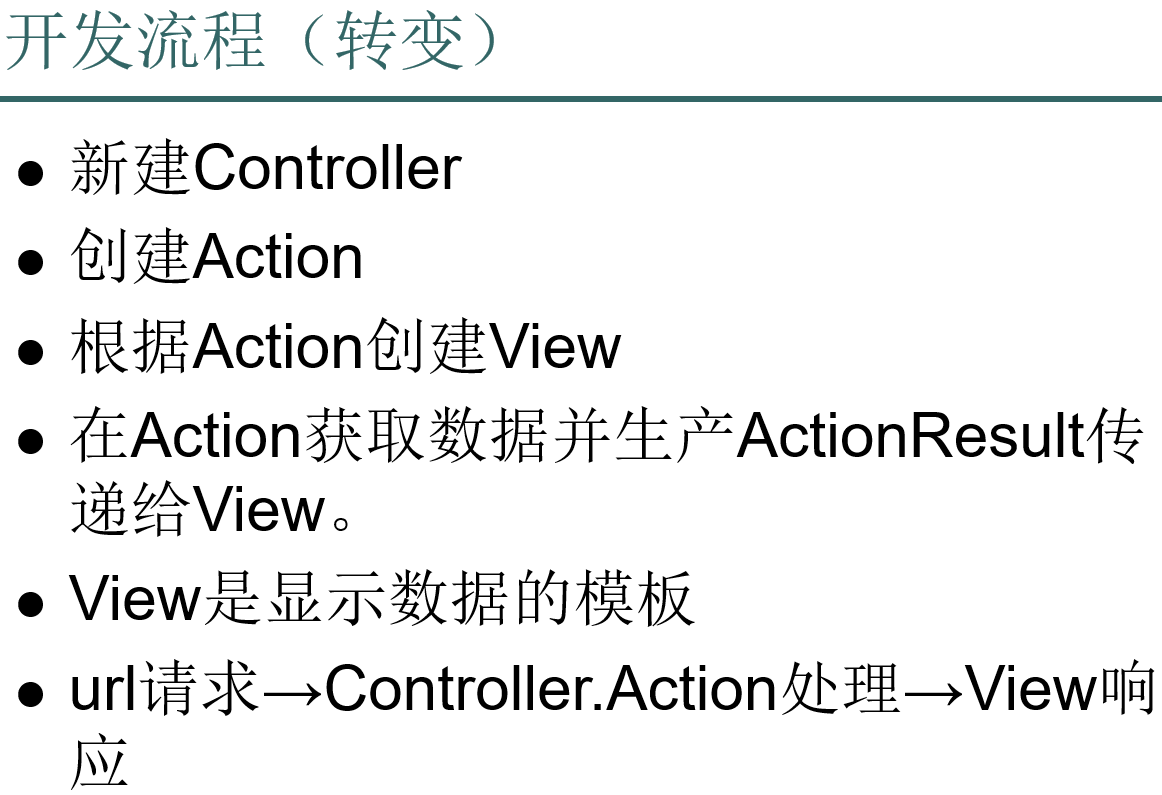 开发流程（转变）
● 新建Controller
● 创建Action
● 根据Action创建View
● 在Action获取数据并生产ActionResult传
递给View。
● View是显示数据的模板
● url请求→Controller.Action处理→View响
应